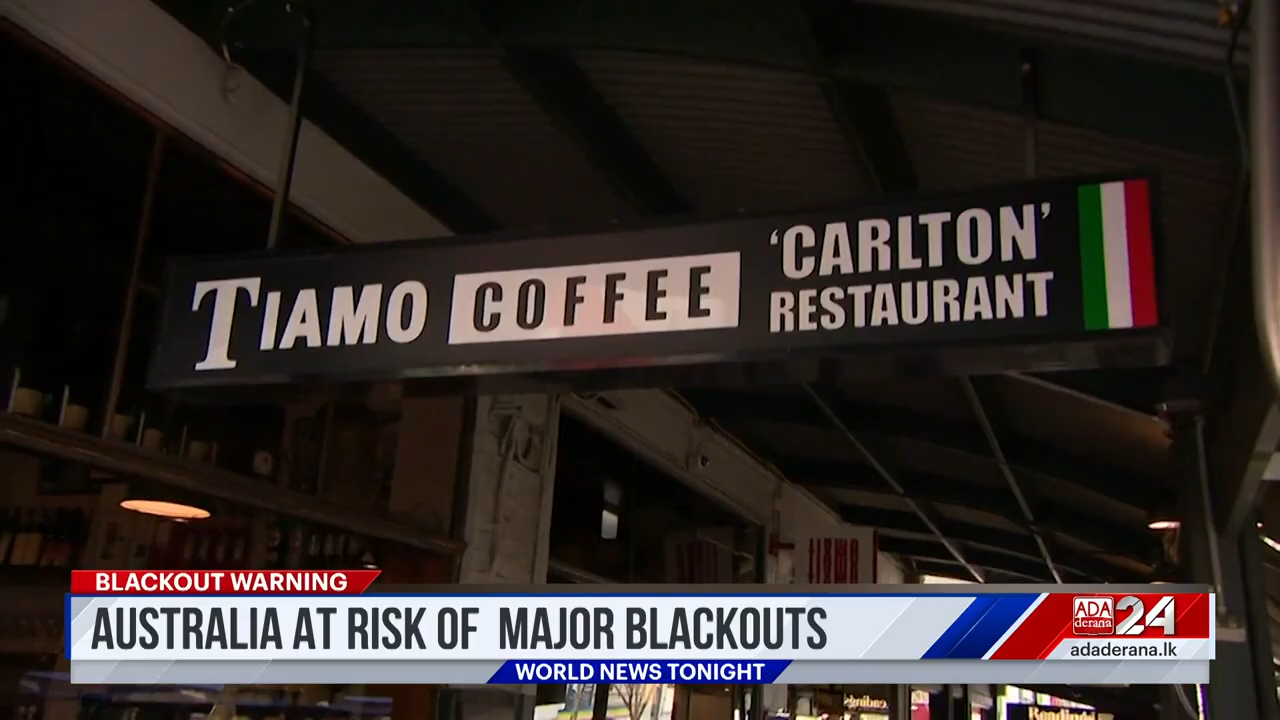 TIAMO COFFEE 'CARLTON' RESTAURANT
BLACKOUT WARNING
AUSTRALIA AT RISK OF MAJOR BLACKOUTS
ADA derana 24
adaderana.lk
WORLD NEWS TONIGHT